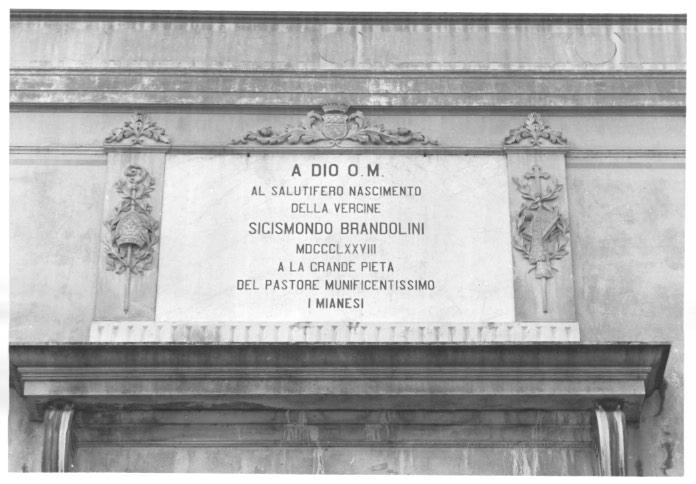 A DIO O.M.
AL SALUTIFERO NASCIMENTO
DELLA VERGINE
SIGISMONDO BRANDOLINI
MDCCCLXXVIII
A LA GRANDE PIETA
DEL PASTORE MUNIFICENTISSIMO
I MIANESI